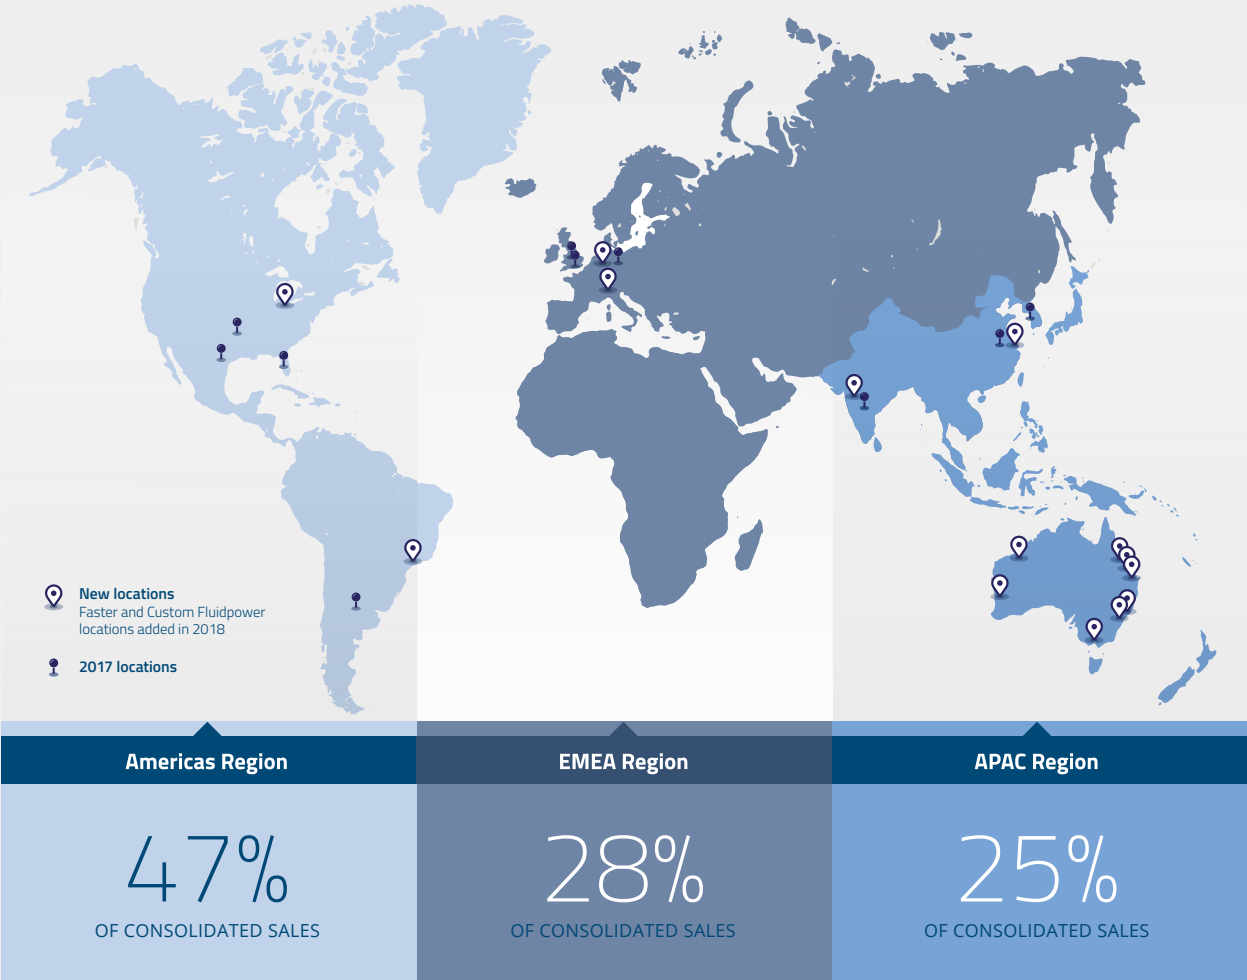 New locations
Faster and Custom Fluidpower
locations added in 2018
2017 locations
Americas Region
47%
OF CONSOLIDATED SALES
EMEA Region
28%
OF CONSOLIDATED SALES
APAC Region
25%
OF CONSOLIDATED SALES